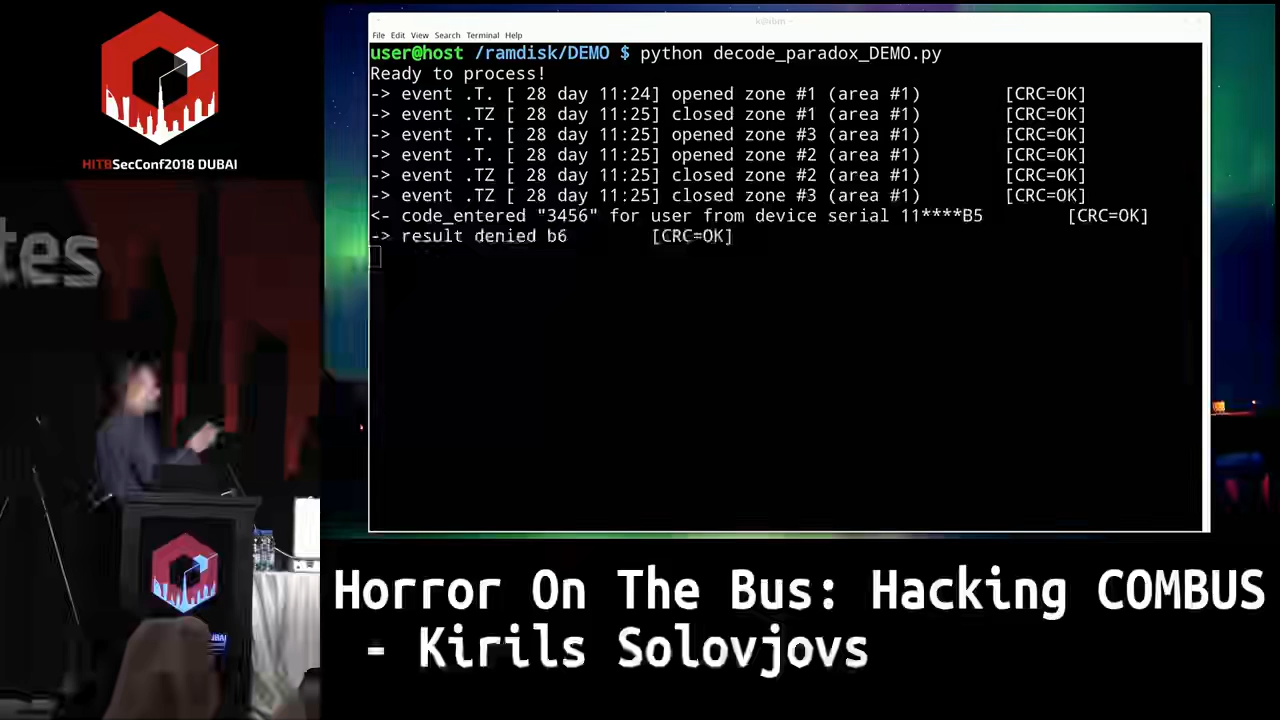 HITBSecConf2018 DUBAI
tes
File Edit View Search Terminal Help
user@host /ramdisk/DEMO $ python decode_paradox_DEMO.py
Ready to process!
-> event .T. [ 28 day 11:24] opened zone #1 (area #1) [CRC=OK]
-> event .TZ [ 28 day 11:25] closed zone #1 (area #1) [CRC=OK]
-> event .T. [ 28 day 11:25] opened zone #3 (area #1) [CRC=OK]
-> event .T. [ 28 day 11:25] opened zone #2 (area #1) [CRC=OK]
-> event .TZ [ 28 day 11:25] closed zone #2 (area #1) [CRC=OK]
-> event .TZ [ 28 day 11:25] closed zone #3 (area #1) [CRC=OK]
<- code_entered "3456" for user from device serial 11****B5 [CRC=OK]
-> result denied b6 [CRC=OK]
Horror On The Bus: Hacking COMBUS
- Kirils Solovjovs